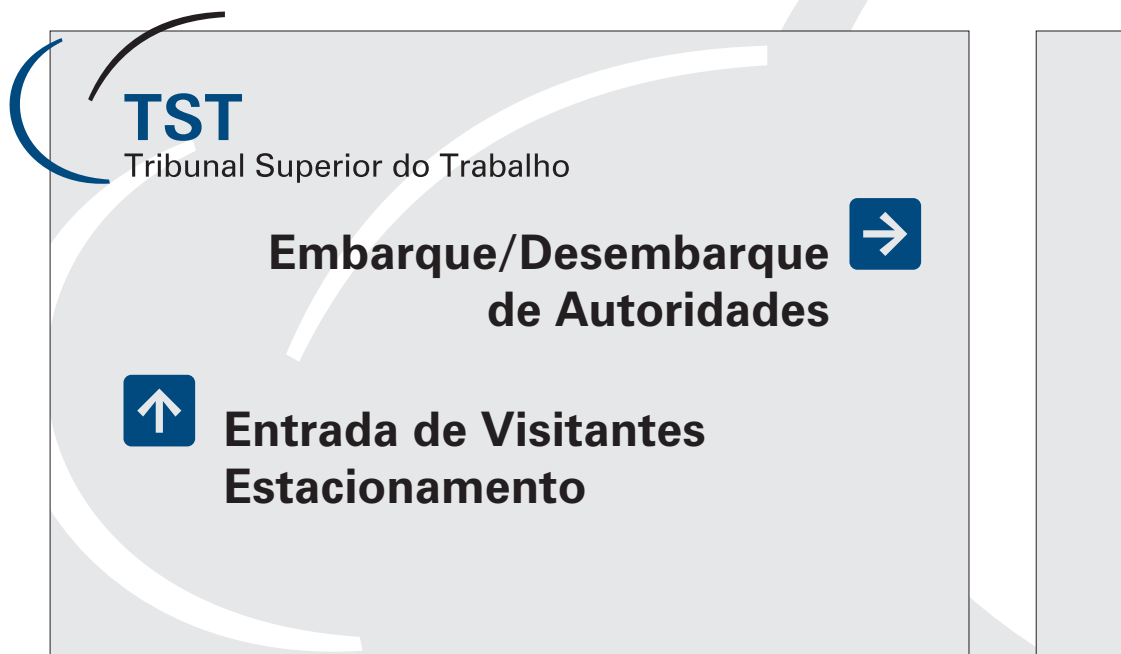 TST
Tribunal Superior do Trabalho
Embarque/Desembarque
de Autoridades
Entrada de Visitantes
Estacionamento